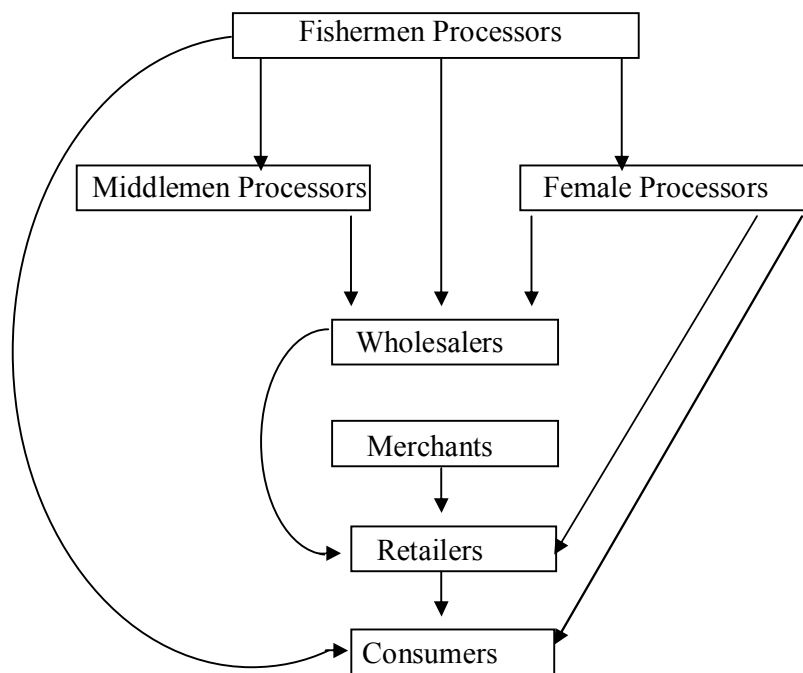 Fishermen Processors
Middlemen Processors
Female Processors
Wholesalers
Merchants
Retailers
Consumers